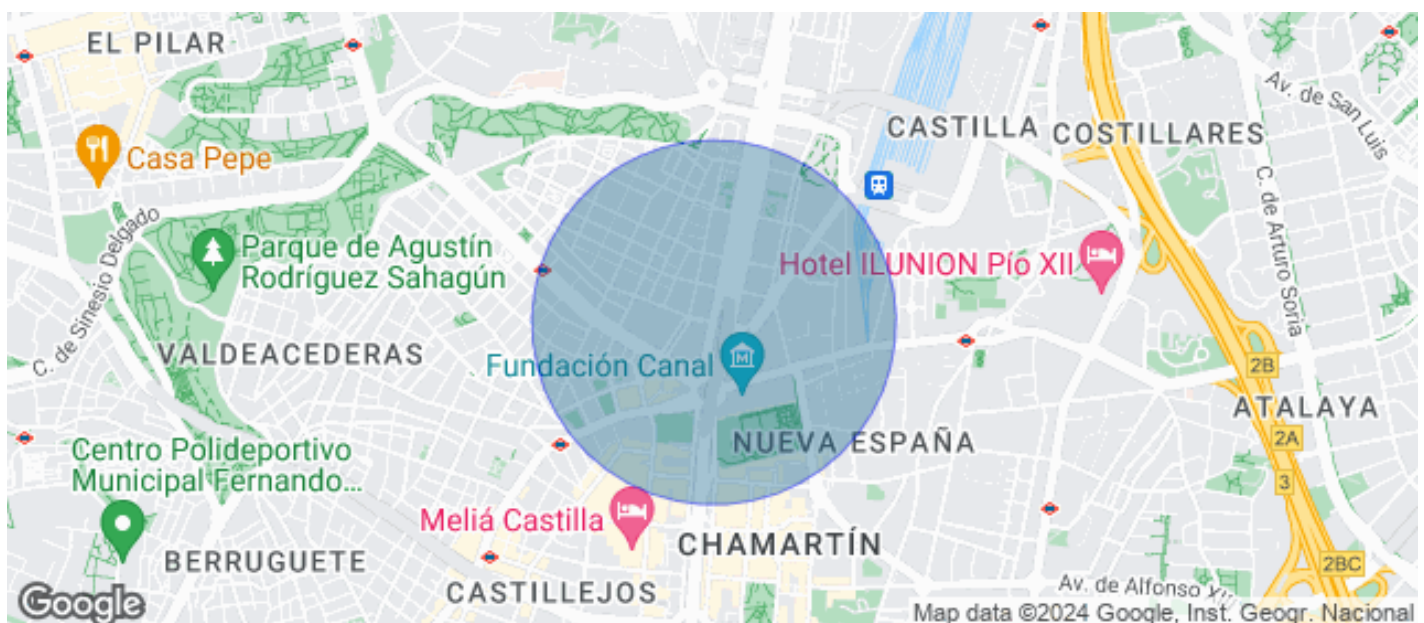 EL PILAR
Av. de San Luis
CASTILLA
COSTILLARES
Casa Pepe
C. de Sinesio Delgado
C. de Arturo Soria
Parque de Agustín
Rodríguez Sahagún
Hotel ILUNION Pío XII
VALDEACEDERAS
Fundación Canal
M
2B
ATALAYA
2A
NUEVA ESPAÑA
Centro Polideportivo
Municipal Fernando...
3
Meliá Castilla
CHAMARTÍN
BERRUGUETE
2BC
CASTILLEJOS
Av. de Alfonso XIII
Google
Map data ©2024 Google, Inst. Geogr. Nacional